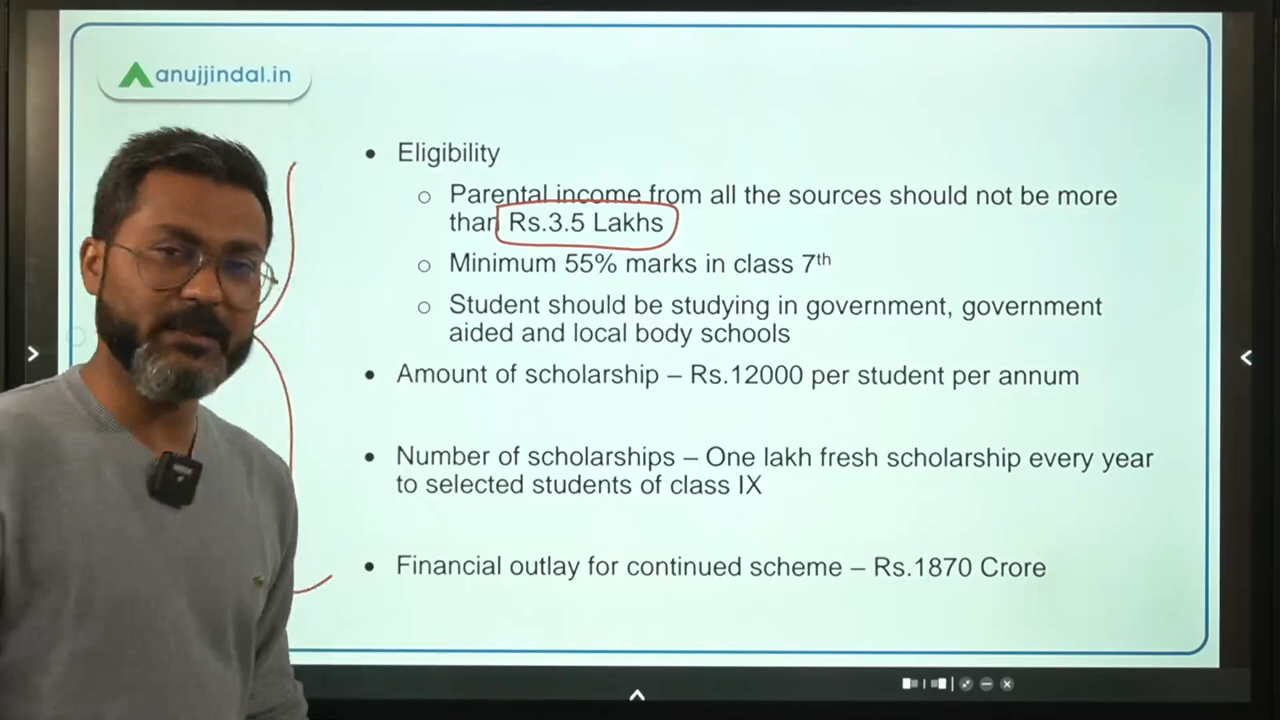 anujjindal.in
• Eligibility
o Parental income from all the sources should not be more
than Rs.3.5 Lakhs
o Minimum 55% marks in class 7th
o Student should be studying in government, government
aided and local body schools
• Amount of scholarship – Rs.12000 per student per annum
• Number of scholarships – One lakh fresh scholarship every year
to selected students of class IX
• Financial outlay for continued scheme – Rs.1870 Crore